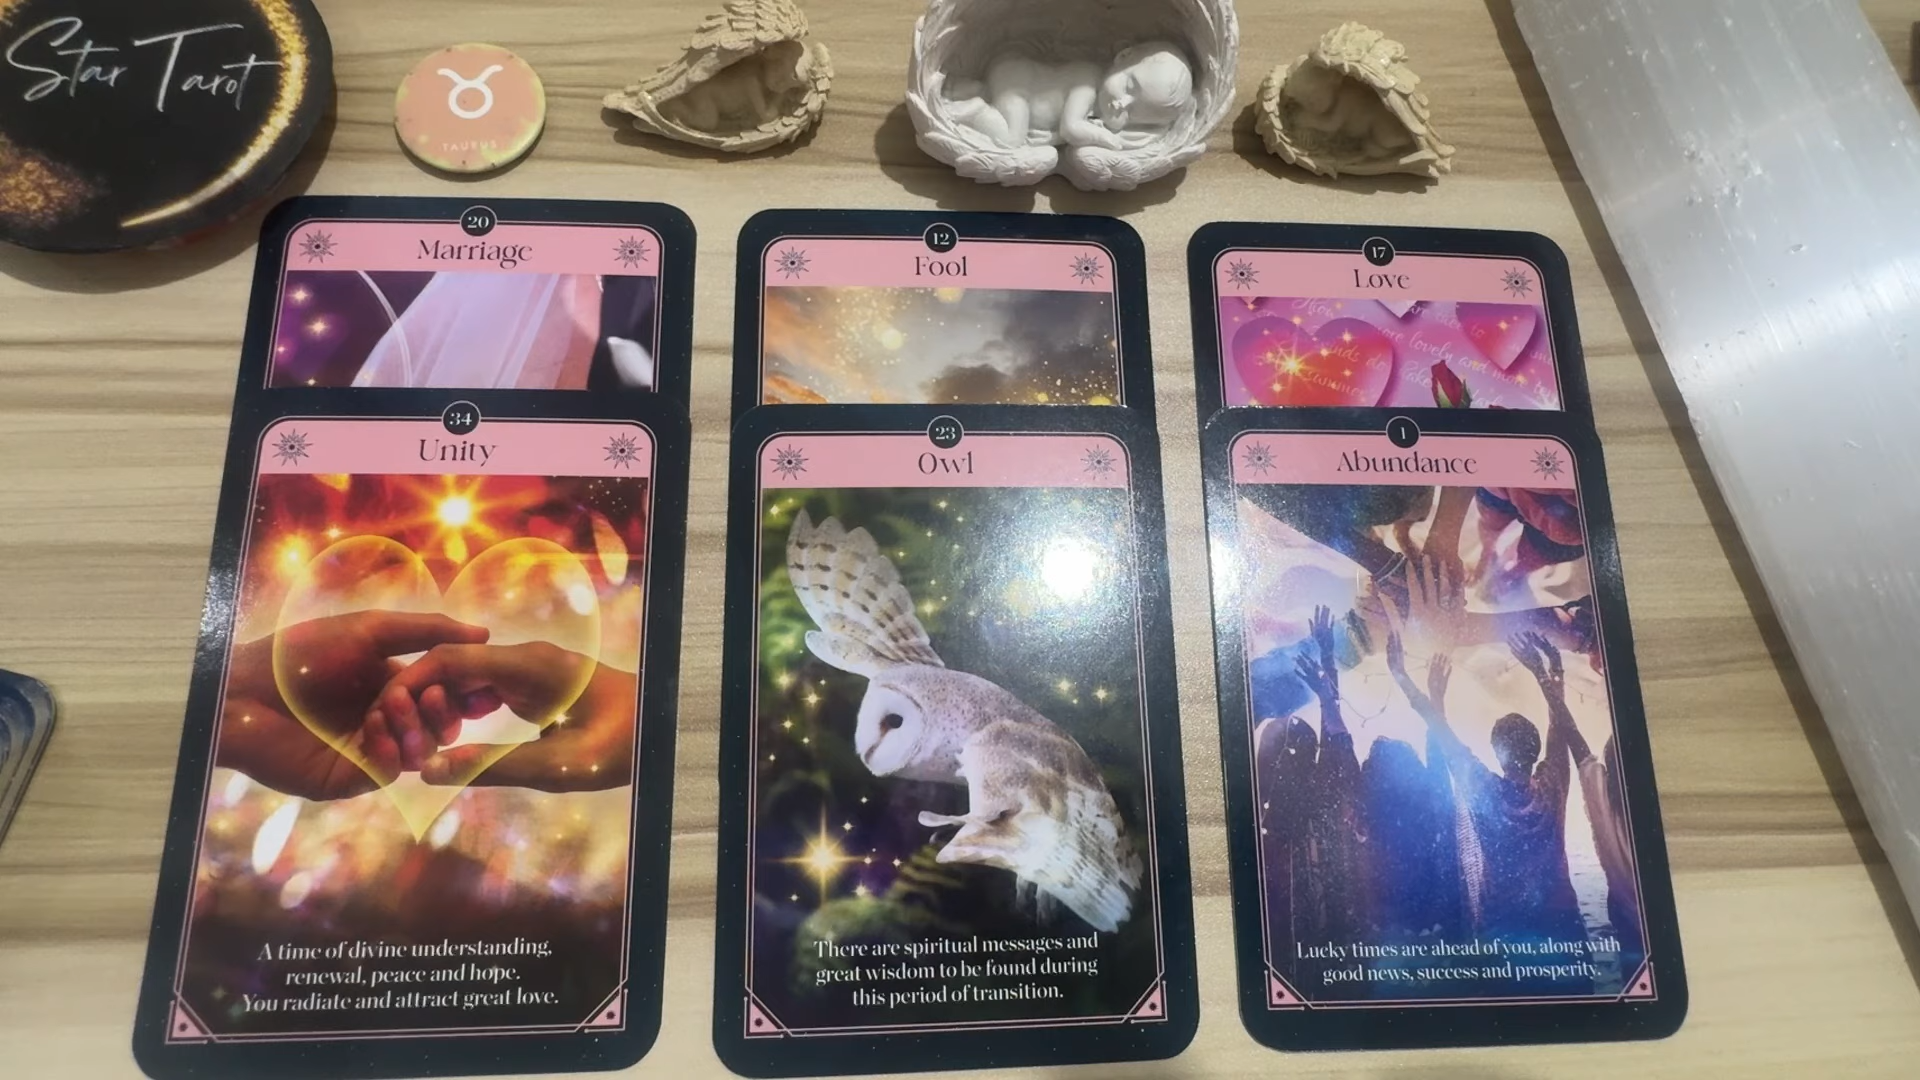 Star Tarot
TAURUS
20
Marriage
12
Fool
17
Love
34
Unity
A time of divine understanding,
renewal, peace and hope.
You radiate and attract great love.
23
Owl
There are spiritual messages and
great wisdom to be found during
this period of transition.
1
Abundance
Lucky times are ahead of you, along with
good news, success and prosperity.